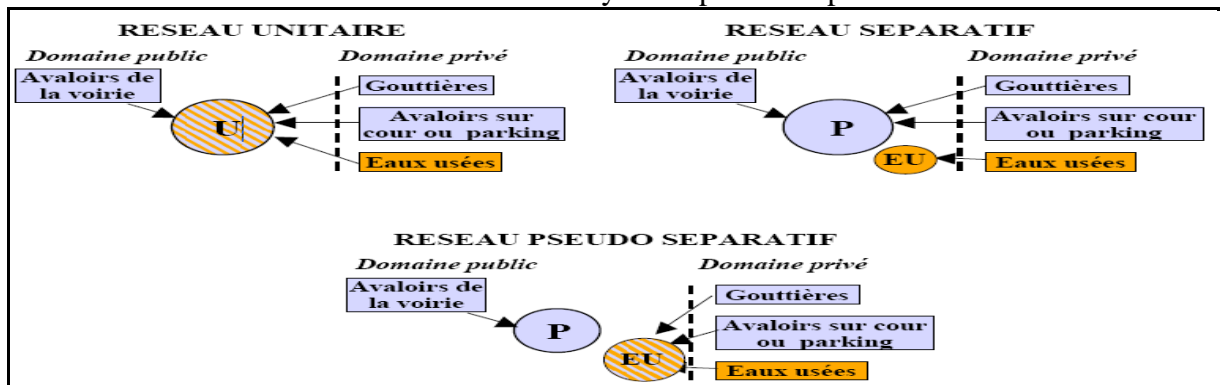 RESEAU UNITAIRE
Domaine public
Domaine privé
Avaloirs de
la voirie
U
Gouttières
Avaloirs sur
cour ou parking
Eaux usées
RESEAU SEPARATIF
Domaine public
Domaine privé
Avaloirs de
la voirie
P
EU
Gouttières
Avaloirs sur cour
ou parking
Eaux usées
RESEAU PSEUDO SEPARATIF
Domaine public
Domaine privé
Avaloirs de
la voirie
P
EU
Gouttières
Avaloirs sur cour
ou parking
Eaux usées